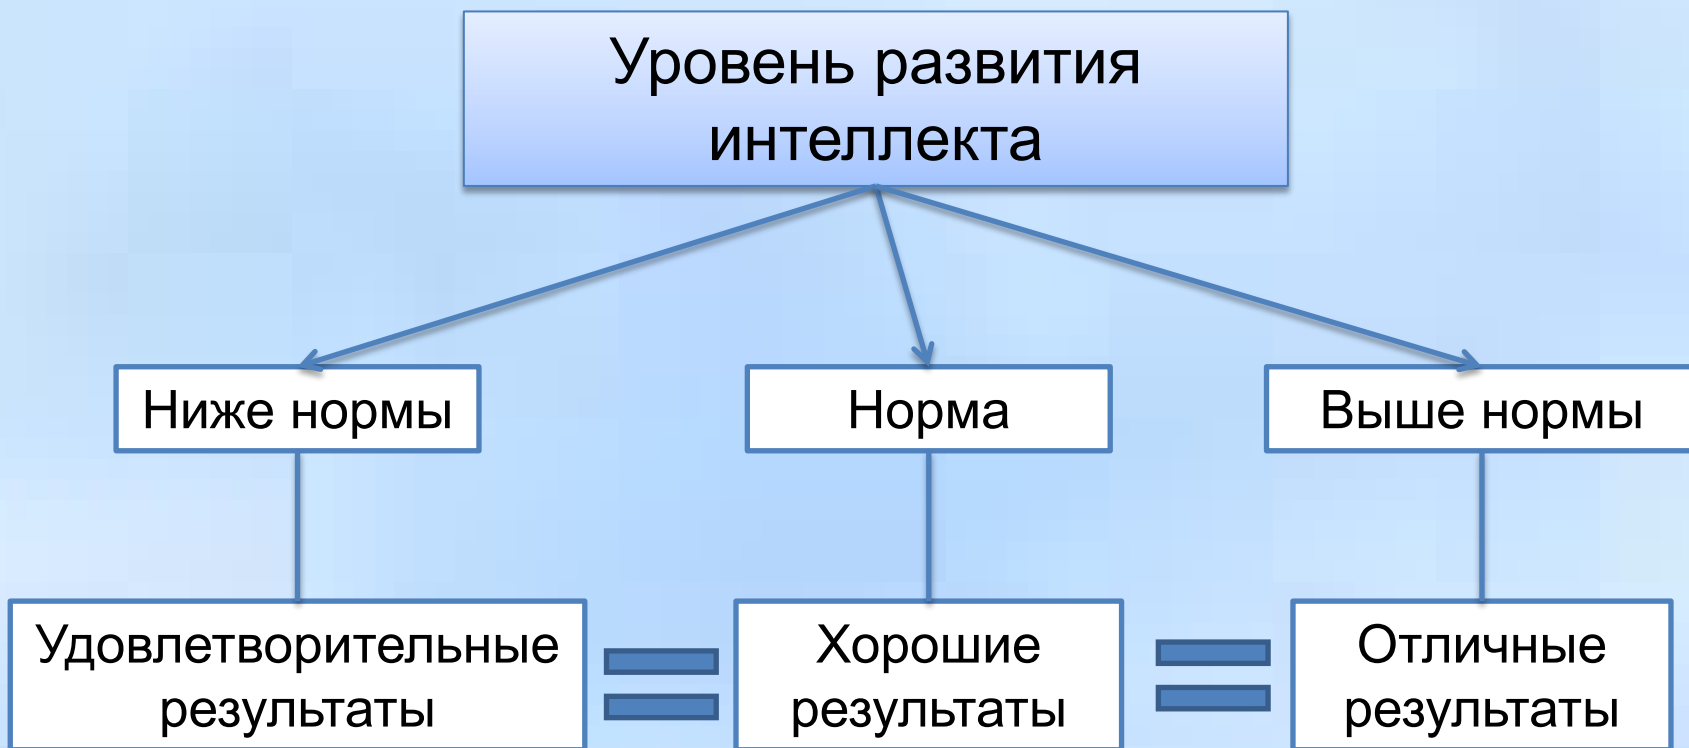 Уровень развития
интеллекта
Ниже нормы
Норма
Выше нормы
Удовлетворительные
результаты
Хорошие
результаты
Отличные
результаты